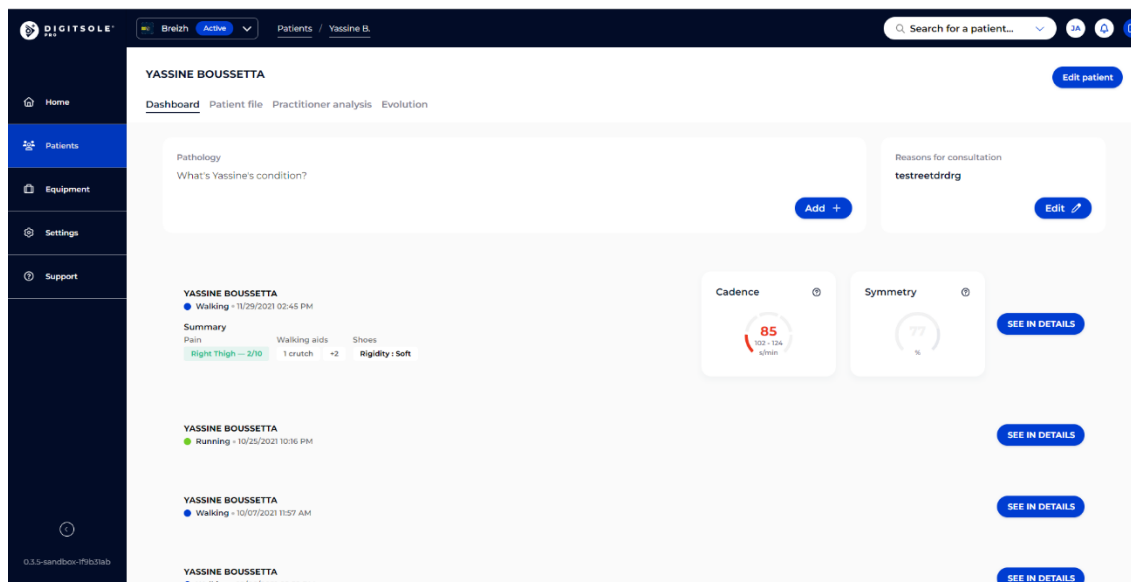 DIGITSOLE
PRO
Breizh Active
Patients / Yassine B.
Search for a patient...
JA
YASSINE BOUSSETTA
Edit patient
Dashboard Patient file Practitioner analysis Evolution
Home
Patients
Equipment
Settings
Support
Pathology
What's Yassine's condition?
Add +
Reasons for consultation
testreetdrdrg
Edit
YASSINE BOUSSETTA
Walking - 11/29/2021 02:45 PM
Summary
Pain Walking aids Shoes
Right Thigh — 2/10 1 crutch +2 Rigidity : Soft
Cadence
85
102 - 124
s/min
Symmetry
77
%
SEE IN DETAILS
YASSINE BOUSSETTA
Running - 10/25/2021 10:16 PM
SEE IN DETAILS
YASSINE BOUSSETTA
Walking - 10/07/2021 11:57 AM
SEE IN DETAILS
YASSINE BOUSSETTA
SEE IN DETAILS
0.3.5-sandbox-1f9b31ab